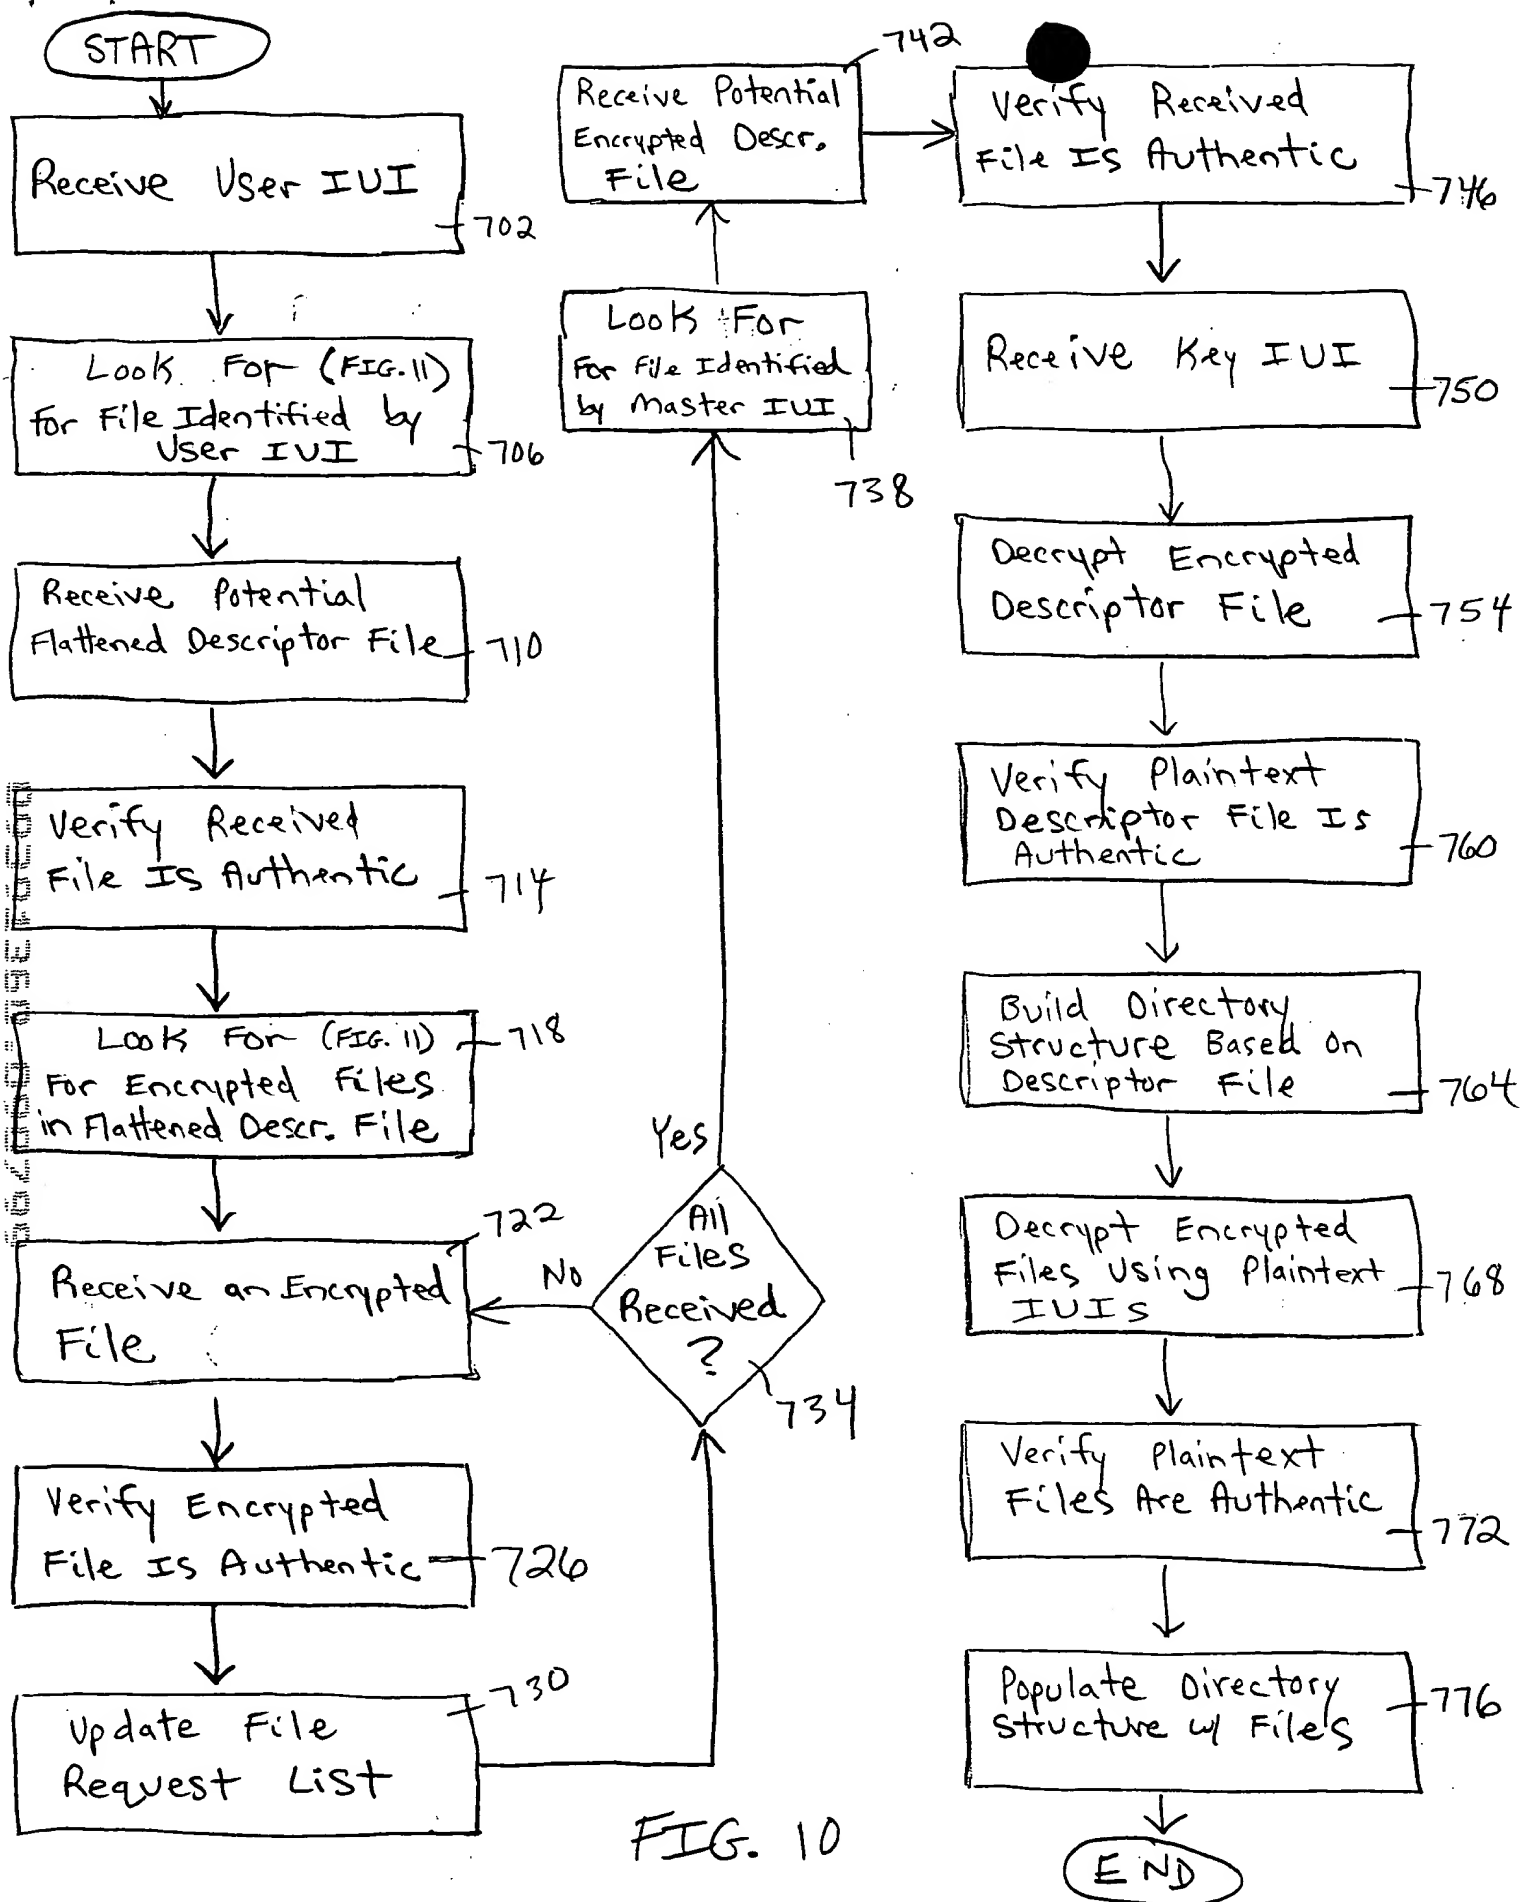 START
Receive User IUI
702
Look For (FIG. 11)
for File Identified by
User IUI
706
Receive Potential
Flattened Descriptor File
710
Verify Received
File Is Authentic
714
Look For (FIG. 11)
718
For Encrypted Files
in Flattened Descr. File
722
Receive an Encrypted
File
Verify Encrypted
File Is Authentic
726
730
Update File
Request List
All
Files
Received
?
734
No
Yes
Look For
For File Identified
by Master IUI
738
742
Receive Potential
Encrypted Descr.
File
Verify Received
File Is Authentic
746
Receive Key IUI
750
Decrypt Encrypted
Descriptor File
754
Verify Plaintext
Descriptor File Is
Authentic
760
Build Directory
Structure Based On
Descriptor File
764
Decrypt Encrypted
Files Using Plaintext
IUIs
768
Verify Plaintext
Files Are Authentic
772
Populate Directory
Structure w/ Files
776
END
FIG. 10